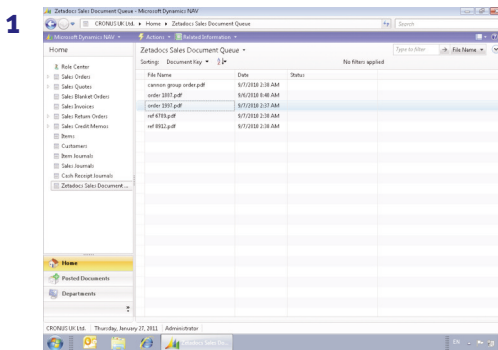 1
Zetadocs Sales Document Queue - Microsoft Dynamics NAV
CRONUS UK Ltd. Home Zetadocs Sales Document Queue
Search
Microsoft Dynamics NAV
Actions
Related Information
Home
Zetadocs Sales Document Queue
Type to filter
File Name
Sorting: Document Key
No filters applied
Role Center
Sales Orders
Sales Quotes
Sales Blanket Orders
Sales Invoices
Sales Return Orders
Sales Credit Memos
Items
Customers
Item Journals
Sales Journals
Cash Receipt Journals
Zetadocs Sales Document ...
File Name Date Status
cannon group order.pdf 9/7/2010 2:38 AM
order 1007.pdf 9/6/2010 8:48 AM
order 1997.pdf 9/7/2010 2:37 AM
ref 6789.pdf 9/7/2010 2:38 AM
ref 8912.pdf 9/7/2010 2:38 AM
Home
Posted Documents
Departments
CRONUS UK Ltd. Thursday, January 27, 2011 Administrator
Zetadocs Sales Do...
EN